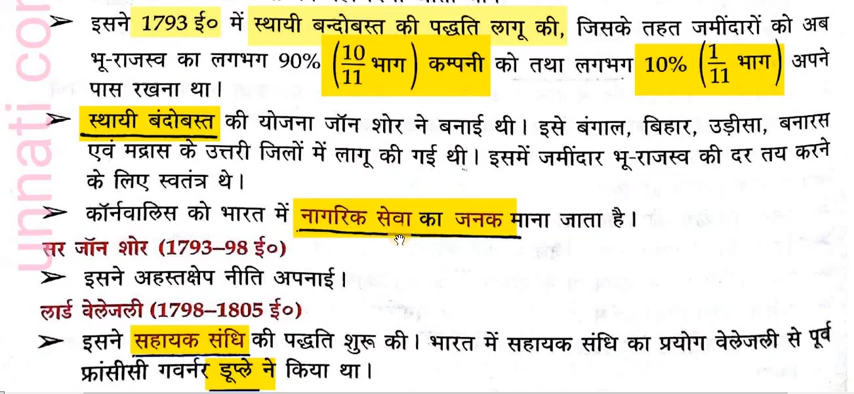 ➢ इसने 1793 ई० में स्थायी बन्दोबस्त की पद्धति लागू की, जिसके तहत जमींदारों को अब
भू-राजस्व का लगभग 90% (10/11 भाग) कम्पनी को तथा लगभग 10% (1/11 भाग) अपने
पास रखना था।
➢ स्थायी बंदोबस्त की योजना जॉन शोर ने बनाई थी। इसे बंगाल, बिहार, उड़ीसा, बनारस
एवं मद्रास के उत्तरी जिलों में लागू की गई थी। इसमें जमींदार भू-राजस्व की दर तय करने
के लिए स्वतंत्र थे।
➢ कॉर्नवालिस को भारत में नागरिक सेवा का जनक माना जाता है।
सर जॉन शोर (1793–98 ई०)
➢ इसने अहस्तक्षेप नीति अपनाई।
लार्ड वेलेजली (1798–1805 ई०)
➢ इसने सहायक संधि की पद्धति शुरू की। भारत में सहायक संधि का प्रयोग वेलेजली से पूर्व
फ्रांसीसी गवर्नर डूप्ले ने किया था।
unnati.co